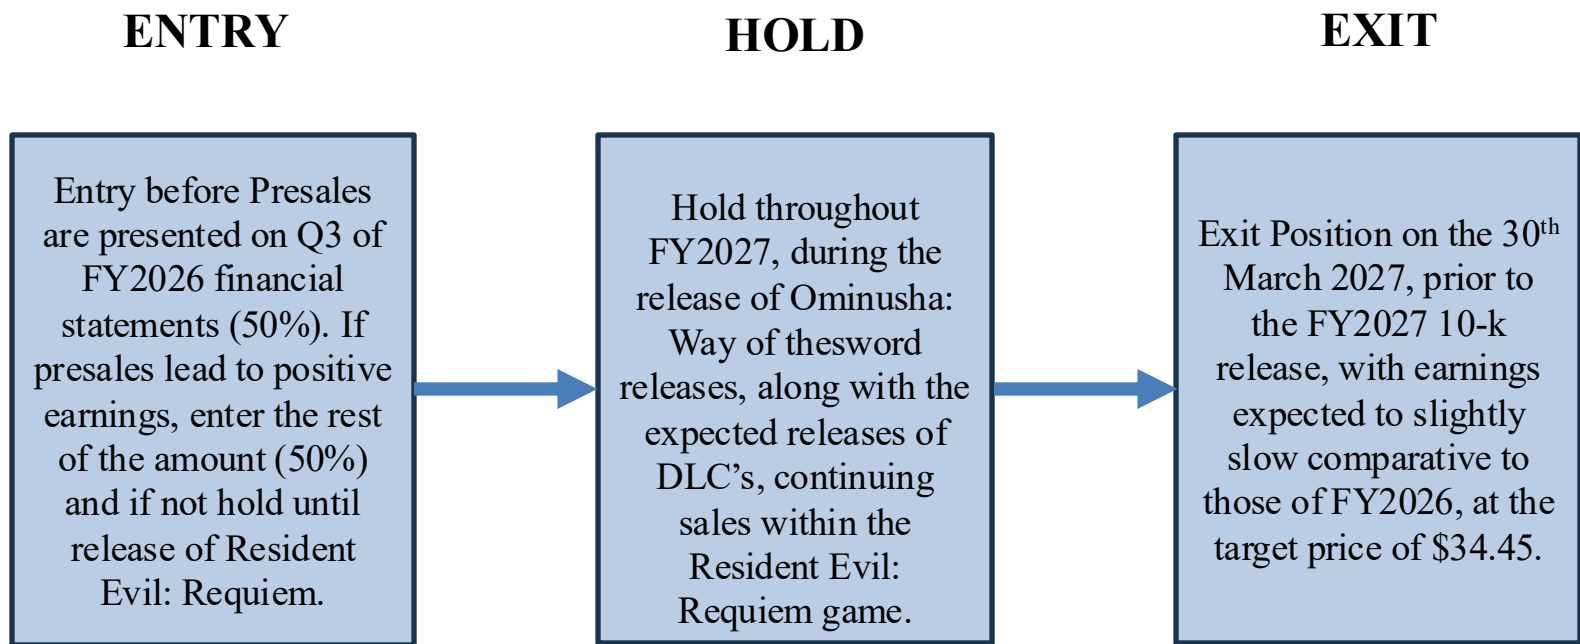 ENTRY
HOLD
EXIT
Entry before Presales
are presented on Q3 of
FY2026 financial
statements (50%). If
presales lead to positive
earnings, enter the rest
of the amount (50%)
and if not hold until
release of Resident
Evil: Requiem.
Hold throughout
FY2027, during the
release of Ominusha:
Way of thesword
releases, along with the
expected releases of
DLC’s, continuing
sales within the
Resident Evil:
Requiem game.
Exit Position on the 30th
March 2027, prior to
the FY2027 10-k
release, with earnings
expected to slightly
slow comparative to
those of FY2026, at the
target price of $34.45.